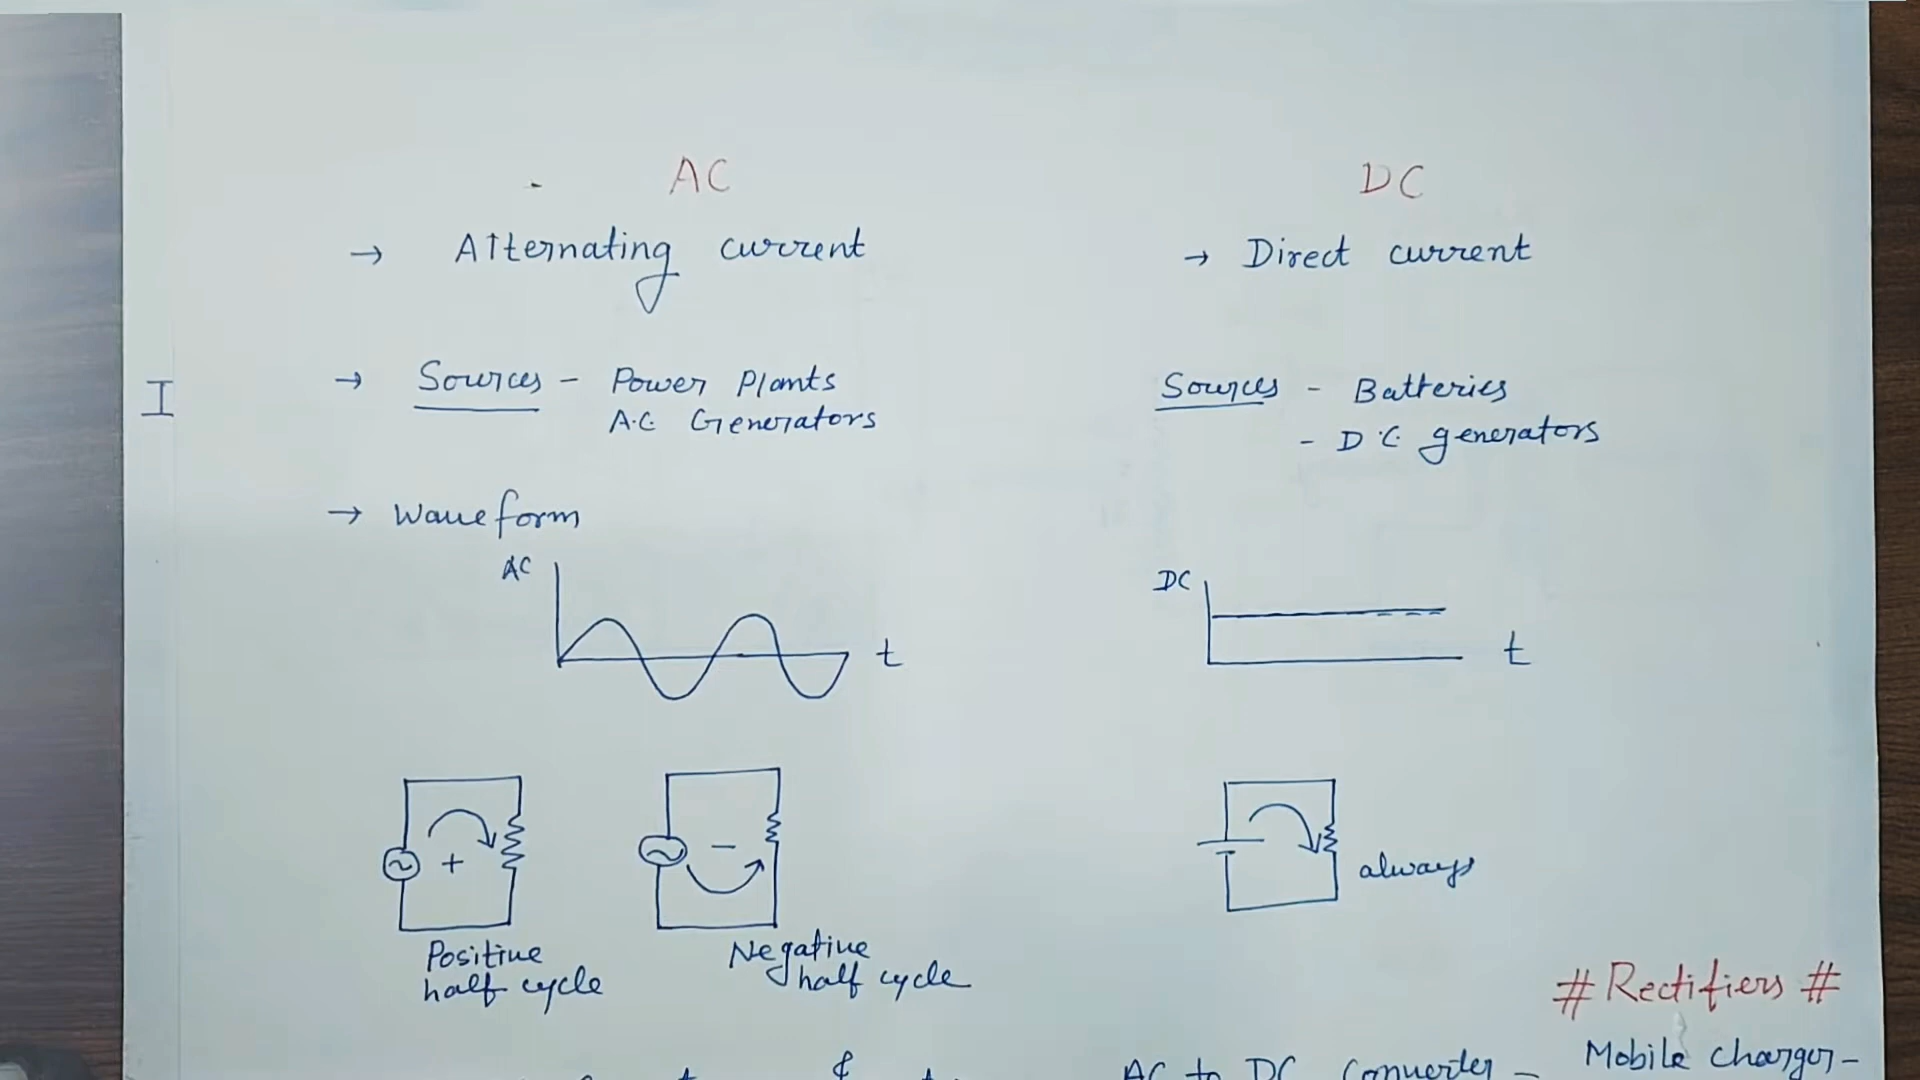 AC
→ Alternating current
→ Sources - Power Plants
A.C. Generators
→ Waveform
AC
t
+
Positive
half cycle
-
Negative
half cycle
DC
→ Direct current
Sources - Batteries
- D.C. generators
DC
t
always
# Rectifiers #
AC to DC Converter - Mobile charger -
&
I